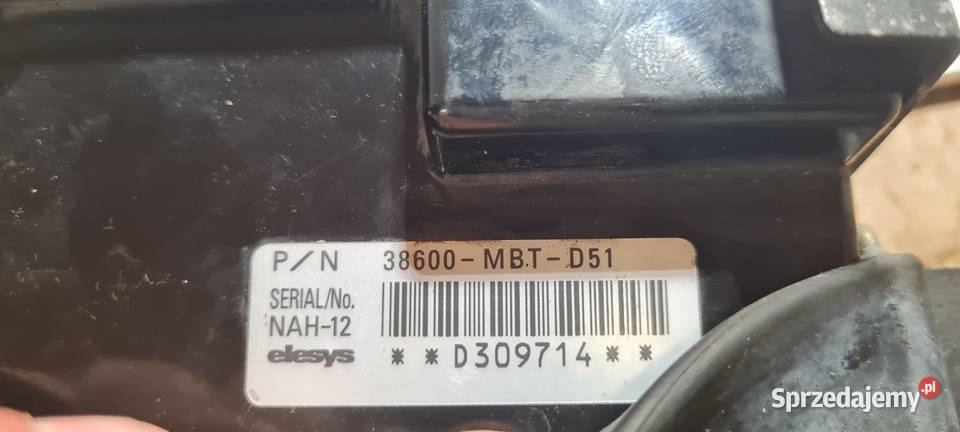 P/N 38600-MBT-D51
SERIAL/No.
NAH-12
elesys **D309714**
Sprzedajemy.pl